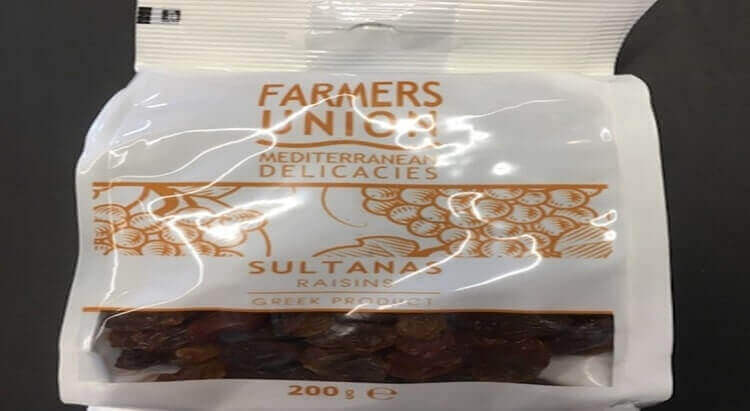 FARMERS
UNION
MEDITERRANEAN
DELICACIES
SULTANAS
RAISINS
GREEK PRODUCT
200 g ℮